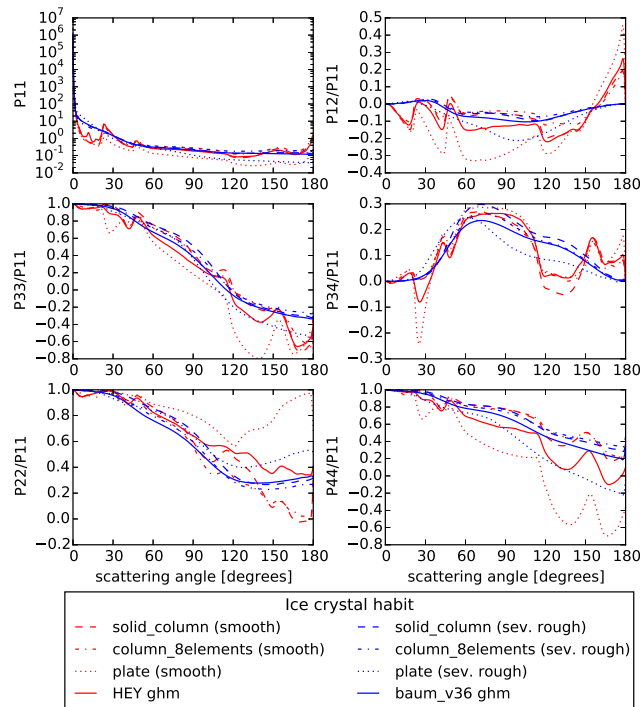 10⁷
10⁶
10⁵
10⁴
10³
10²
10¹
10⁰
10⁻¹
10⁻²
P11
0 30 60 90 120 150 180
0.5
0.4
0.3
0.2
0.1
0.0
−0.1
−0.2
−0.3
−0.4
P12/P11
0 30 60 90 120 150 180
1.0
0.8
0.6
0.4
0.2
0.0
−0.2
−0.4
−0.6
−0.8
P33/P11
0 30 60 90 120 150 180
0.3
0.2
0.1
0.0
−0.1
−0.2
−0.3
P34/P11
0 30 60 90 120 150 180
1.0
0.8
0.6
0.4
0.2
0.0
−0.2
P22/P11
0 30 60 90 120 150 180
scattering angle [degrees]
1.0
0.8
0.6
0.4
0.2
0.0
−0.2
−0.4
−0.6
−0.8
P44/P11
0 30 60 90 120 150 180
scattering angle [degrees]
Ice crystal habit
solid_column (smooth)
column_8elements (smooth)
plate (smooth)
HEY ghm
solid_column (sev. rough)
column_8elements (sev. rough)
plate (sev. rough)
baum_v36 ghm